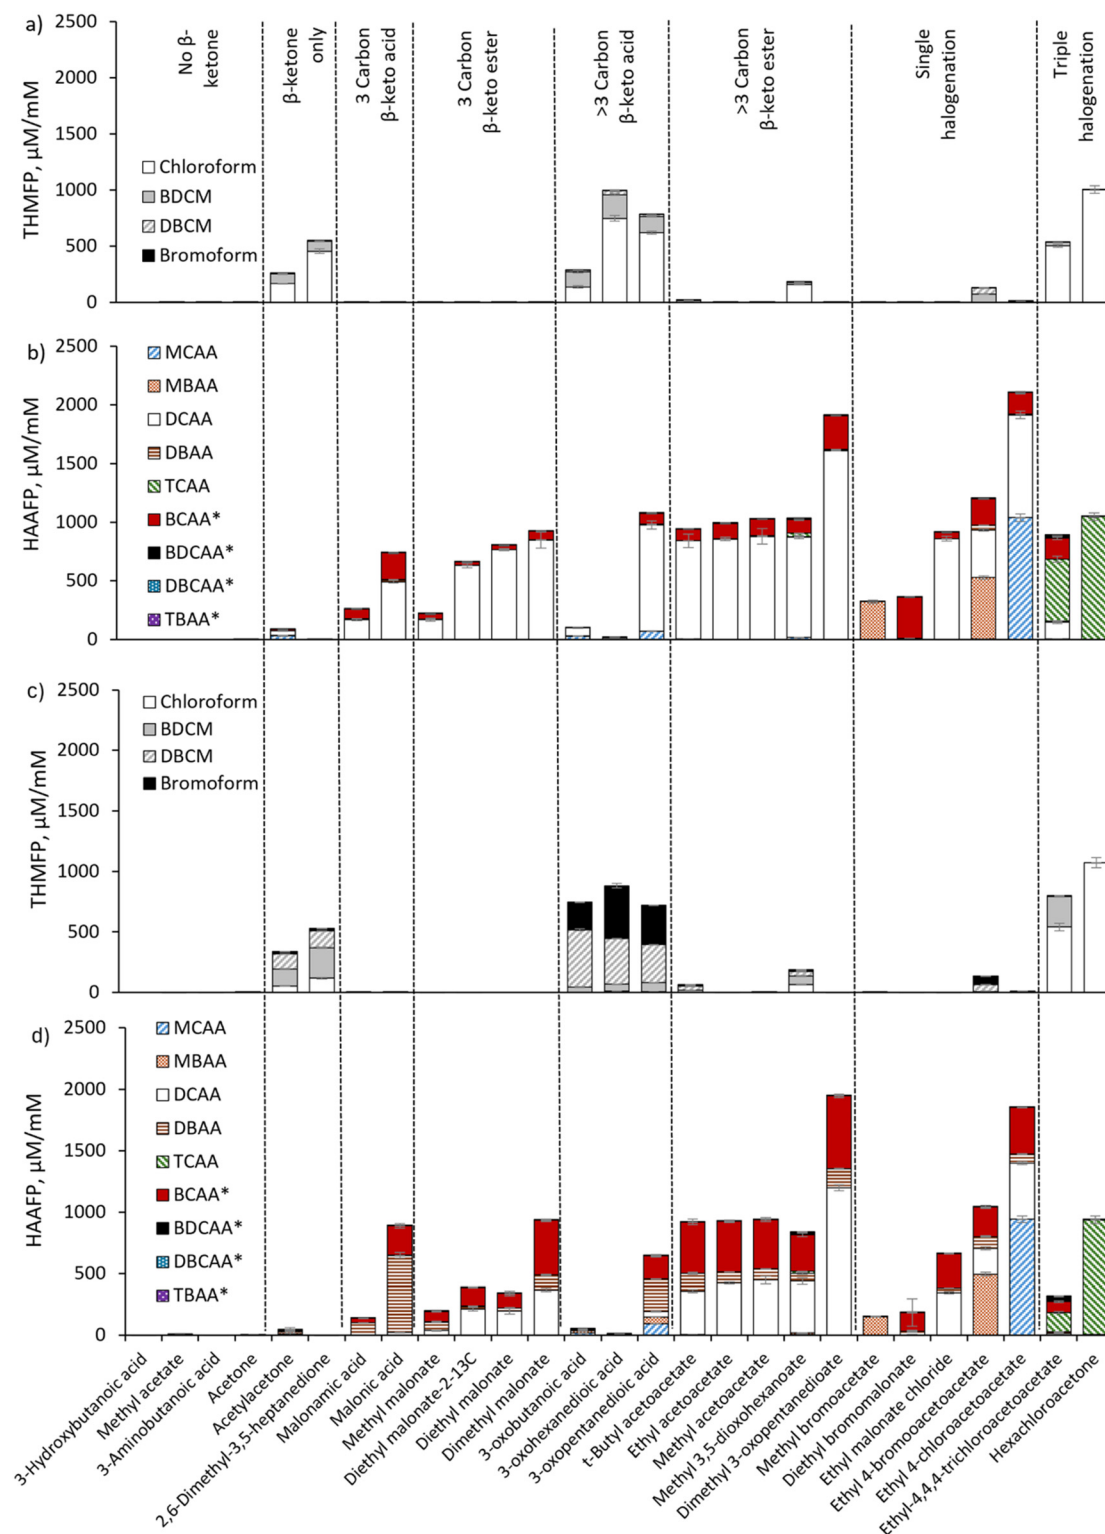 a)
THMFP, µM/mM
2500
2000
1500
1000
500
0
No β-
ketone
β-ketone
only
3 Carbon
β-keto acid
3 Carbon
β-keto ester
>3 Carbon
β-keto acid
>3 Carbon
β-keto ester
Single
halogenation
Triple
halogenation
Chloroform
BDCM
DBCM
Bromoform
b)
HAAFP, µM/mM
2500
2000
1500
1000
500
0
MCAA
MBAA
DCAA
DBAA
TCAA
BCAA*
BDCAA*
DBCAA*
TBAA*
c)
THMFP, µM/mM
2500
2000
1500
1000
500
0
Chloroform
BDCM
DBCM
Bromoform
d)
HAAFP, µM/mM
2500
2000
1500
1000
500
0
MCAA
MBAA
DCAA
DBAA
TCAA
BCAA*
BDCAA*
DBCAA*
TBAA*
3-Hydroxybutanoic acid
Methyl acetate
3-Aminobutanoic acid
Acetone
Acetylacetone
2,6-Dimethyl-3,5-heptanedione
Malonamic acid
Malonic acid
Methyl malonate
Diethyl malonate-2-13C
Diethyl malonate
Dimethyl malonate
3-oxobutanoic acid
3-oxohexanedioic acid
3-oxopentanedioic acid
t-Butyl acetoacetate
Ethyl acetoacetate
Methyl acetoacetate
Methyl 3,5-dioxohexanoate
Dimethyl 3-oxopentanedioate
Methyl bromoacetate
Diethyl bromomalonate
Ethyl malonate chloride
Ethyl 4-bromoacetoacetate
Ethyl 4-chloroacetoacetate
Ethyl-4,4,4-trichloroacetoacetate
Hexachloroacetone